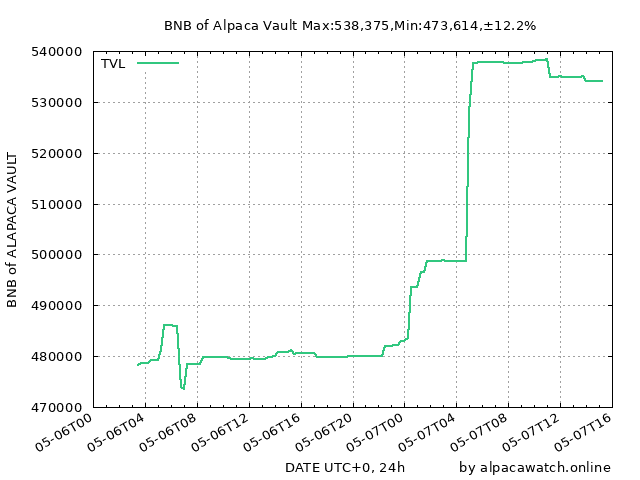 BNB of Alpaca Vault Max:538,375,Min:473,614,±12.2%
TVL
BNB of ALAPACA VAULT
540000
530000
520000
510000
500000
490000
480000
470000
05-06T00
05-06T04
05-06T08
05-06T12
05-06T16
05-06T20
05-07T00
05-07T04
05-07T08
05-07T12
05-07T16
DATE UTC+0, 24h
by alpacawatch.online